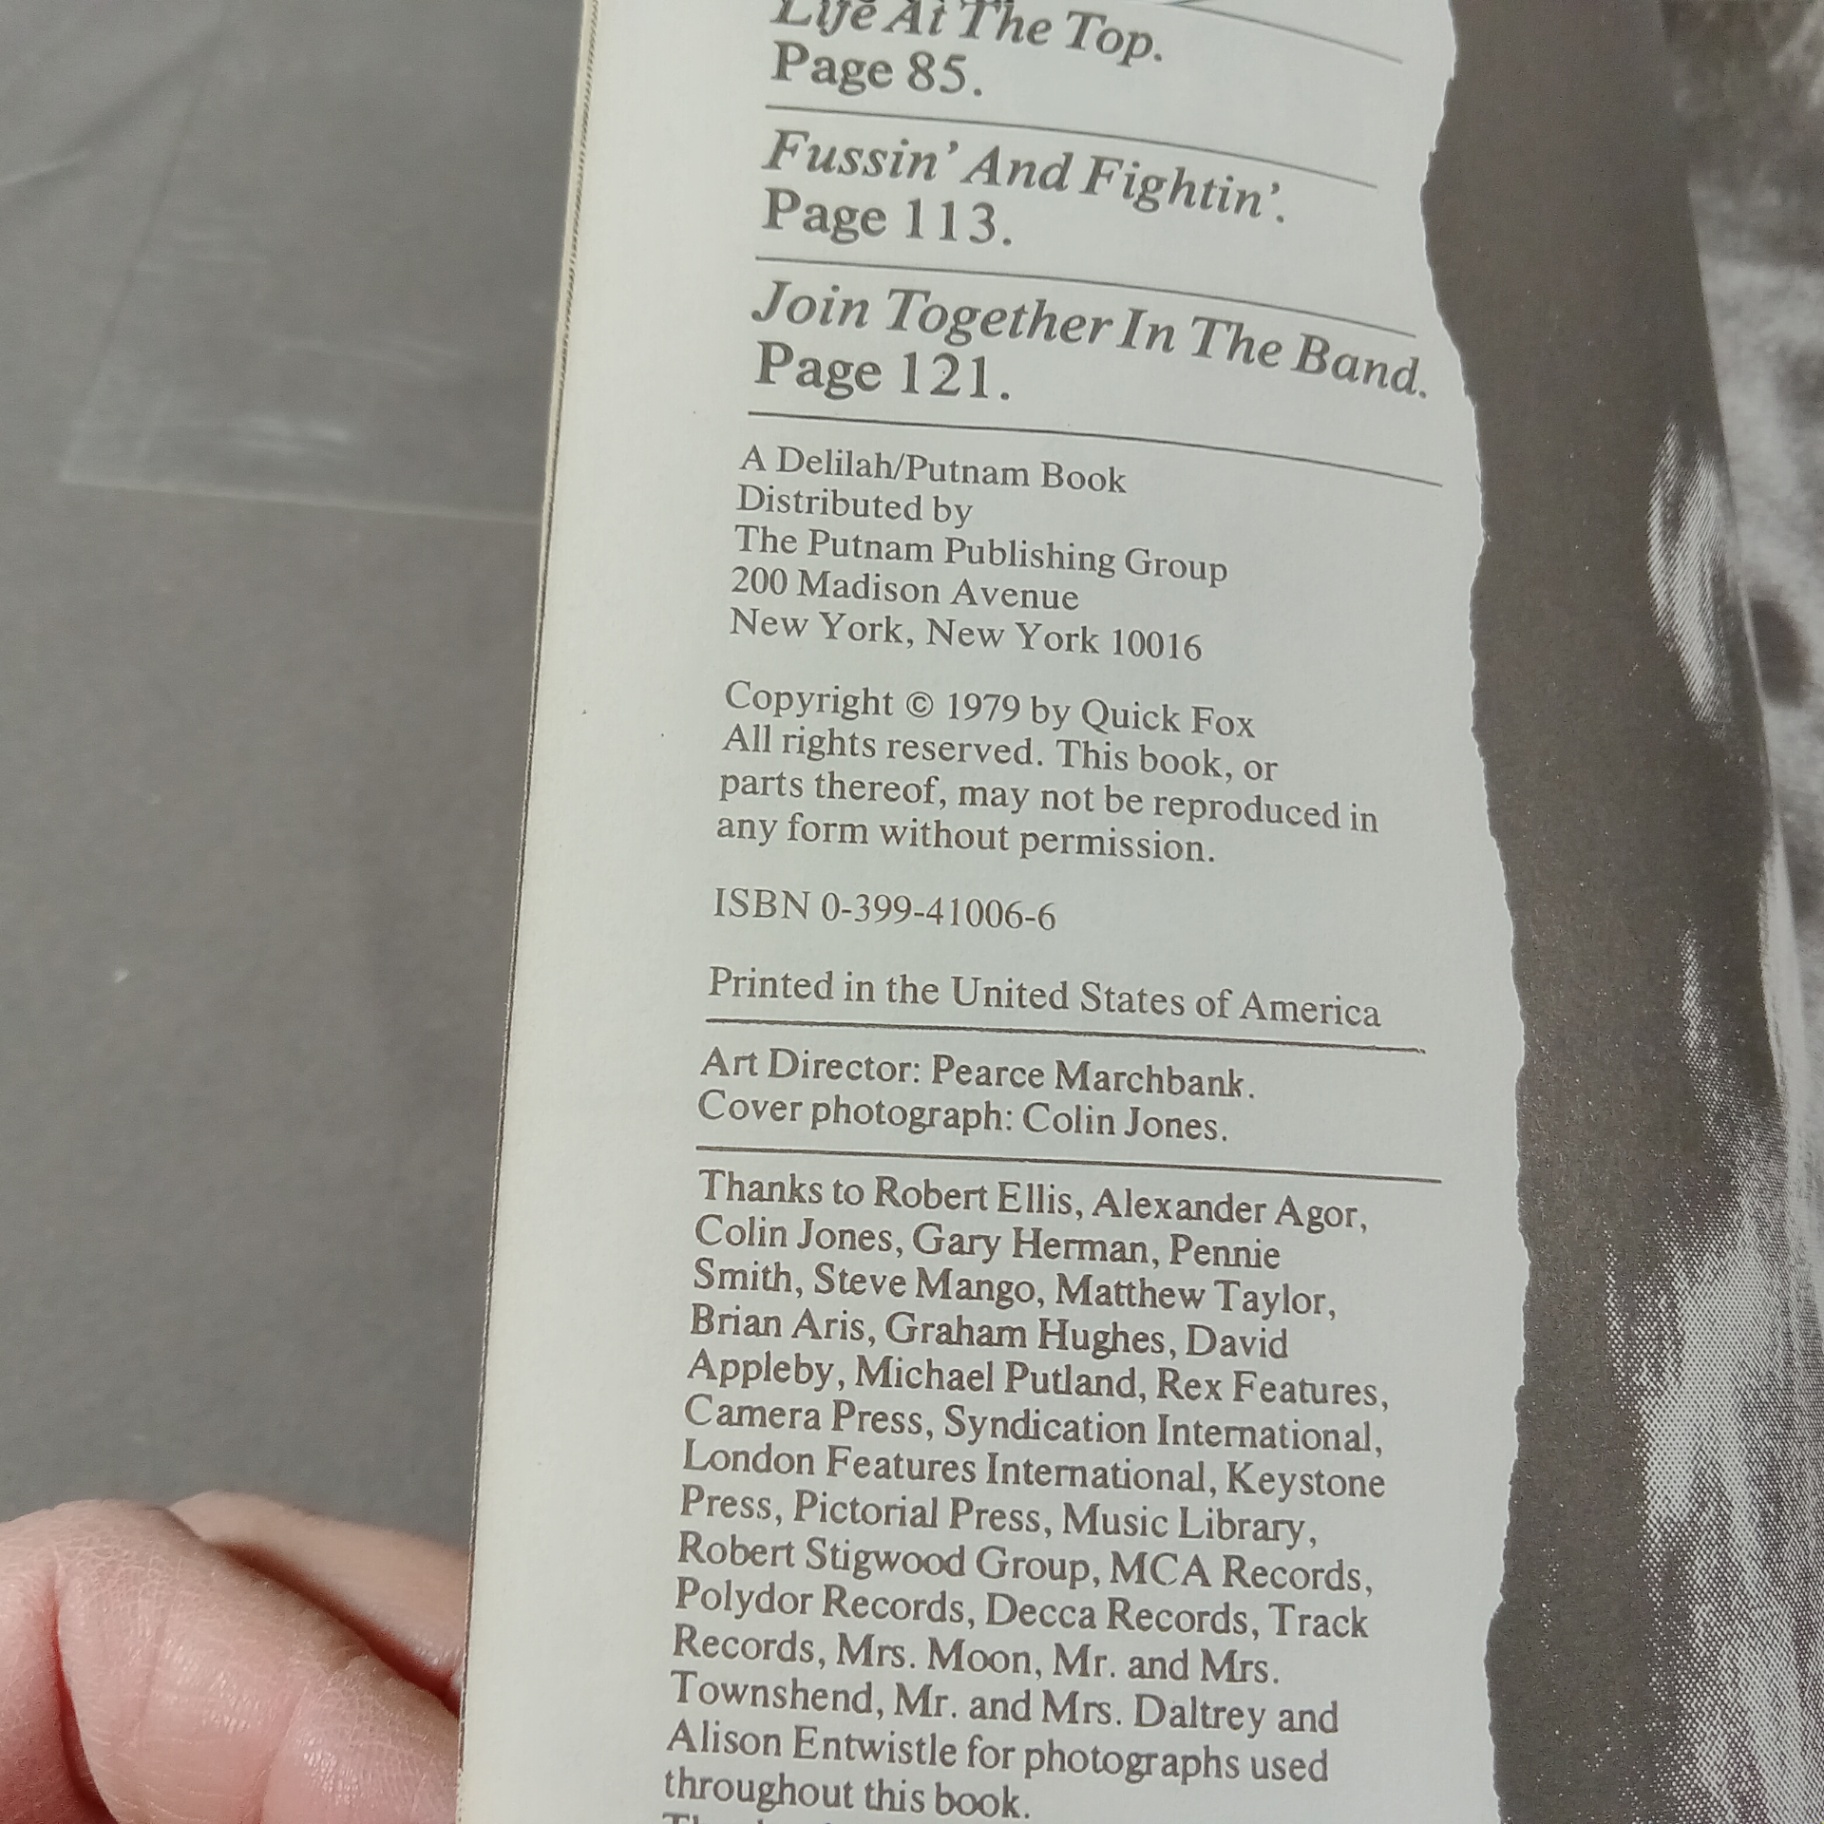 Life At The Top.
Page 85.
Fussin’ And Fightin’.
Page 113.
Join Together In The Band.
Page 121.
A Delilah/Putnam Book
Distributed by
The Putnam Publishing Group
200 Madison Avenue
New York, New York 10016
Copyright © 1979 by Quick Fox
All rights reserved. This book, or
parts thereof, may not be reproduced in
any form without permission.
ISBN 0-399-41006-6
Printed in the United States of America
Art Director: Pearce Marchbank.
Cover photograph: Colin Jones.
Thanks to Robert Ellis, Alexander Agor,
Colin Jones, Gary Herman, Pennie
Smith, Steve Mango, Matthew Taylor,
Brian Aris, Graham Hughes, David
Appleby, Michael Putland, Rex Features,
Camera Press, Syndication International,
London Features International, Keystone
Press, Pictorial Press, Music Library,
Robert Stigwood Group, MCA Records,
Polydor Records, Decca Records, Track
Records, Mrs. Moon, Mr. and Mrs.
Townshend, Mr. and Mrs. Daltrey and
Alison Entwistle for photographs used
throughout this book.